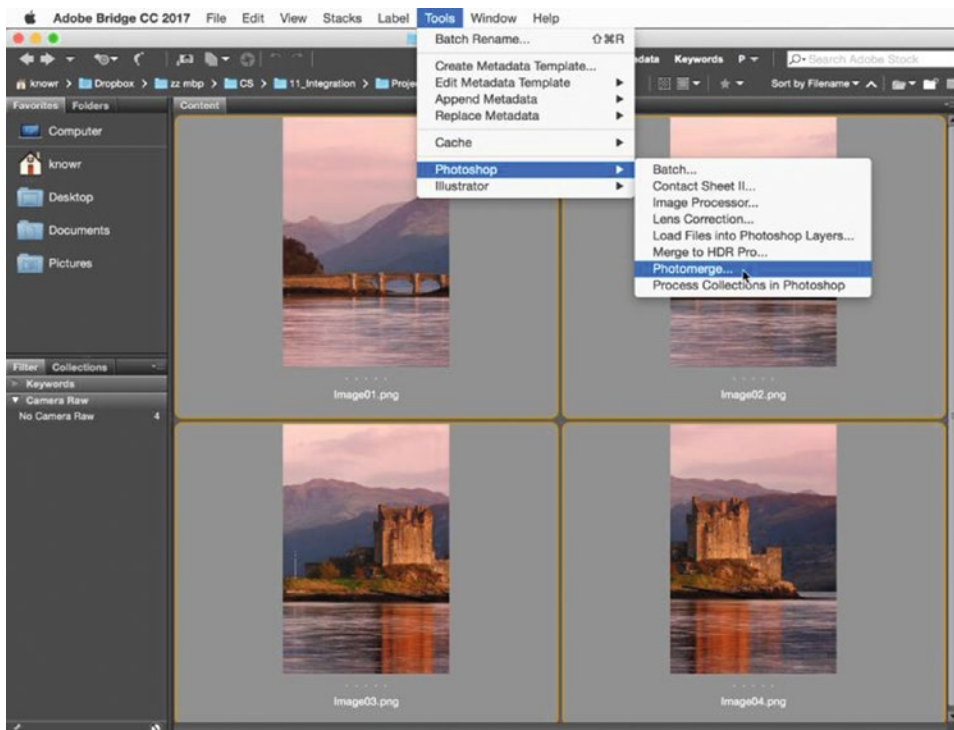 Adobe Bridge CC 2017 File Edit View Stacks Label Tools Window Help
Batch Rename... ⇧⌘R
Create Metadata Template...
Edit Metadata Template
Append Metadata
Replace Metadata
Cache
Photoshop
Illustrator
Batch...
Contact Sheet II...
Image Processor...
Lens Correction...
Load Files into Photoshop Layers...
Merge to HDR Pro...
Photomerge...
Process Collections in Photoshop
Keywords P
Search Adobe Stock
knowr > Dropbox > zz mbp > CS > 11_Integration >
Sort by Filename
Favorites Folders
Computer
knowr
Desktop
Documents
Pictures
Content
Image01.png
Image02.png
Filter Collections
Keywords
Camera Raw
No Camera Raw 4
Image03.png
Image04.png